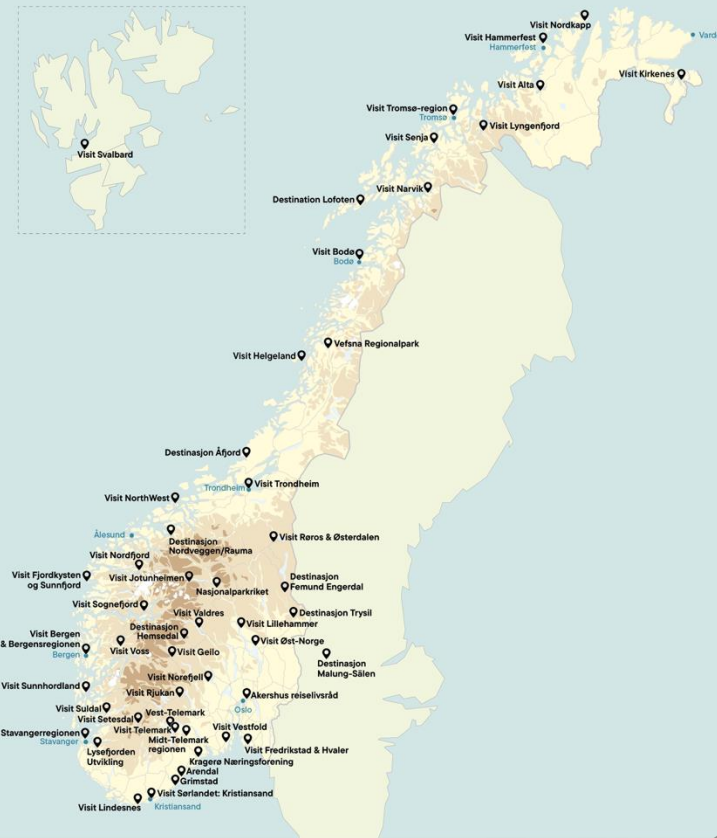 Visit Nordkapp
Visit Hammerfest
Hammerfest
Visit Kirkenes
Visit Alta
Visit Tromsø-region
Tromsø
Visit Lyngenfjord
Visit Senja
Visit Svalbard
Visit Narvik
Destination Lofoten
Visit Bodø
Bodø
Vefsna Regionalpark
Visit Helgeland
Destinasjon Åfjord
Trondheim
Visit Trondheim
Visit NorthWest
Ålesund
Destinasjon
Nordveggen/Rauma
Visit Røros & Østerdalen
Visit Nordfjord
Visit Fjordkysten
og Sunnfjord
Visit Jotunheimen
Nasjonalparkriket
Destinasjon
Femund Engerdal
Visit Sognefjord
Visit Valdres
Destinasjon Trysil
Destinasjon
Hemsedal
Visit Lillehammer
Visit Bergen
& Bergensregionen
Bergen
Visit Voss
Visit Geilo
Visit Øst-Norge
Destinasjon
Malung-Sälen
Visit Norefjell
Visit Sunnhordland
Visit Rjukan
Akershus reiselivsråd
Oslo
Visit Suldal
Vest-Telemark
Visit Setesdal
Visit Telemark
Visit Vestfold
Stavangerregionen
Stavanger
Midt-Telemark
regionen
Visit Fredrikstad & Hvaler
Lysefjorden
Utvikling
Kragerø Næringsforening
Arendal
Grimstad
Visit Sørlandet: Kristiansand
Visit Lindesnes
Kristiansand